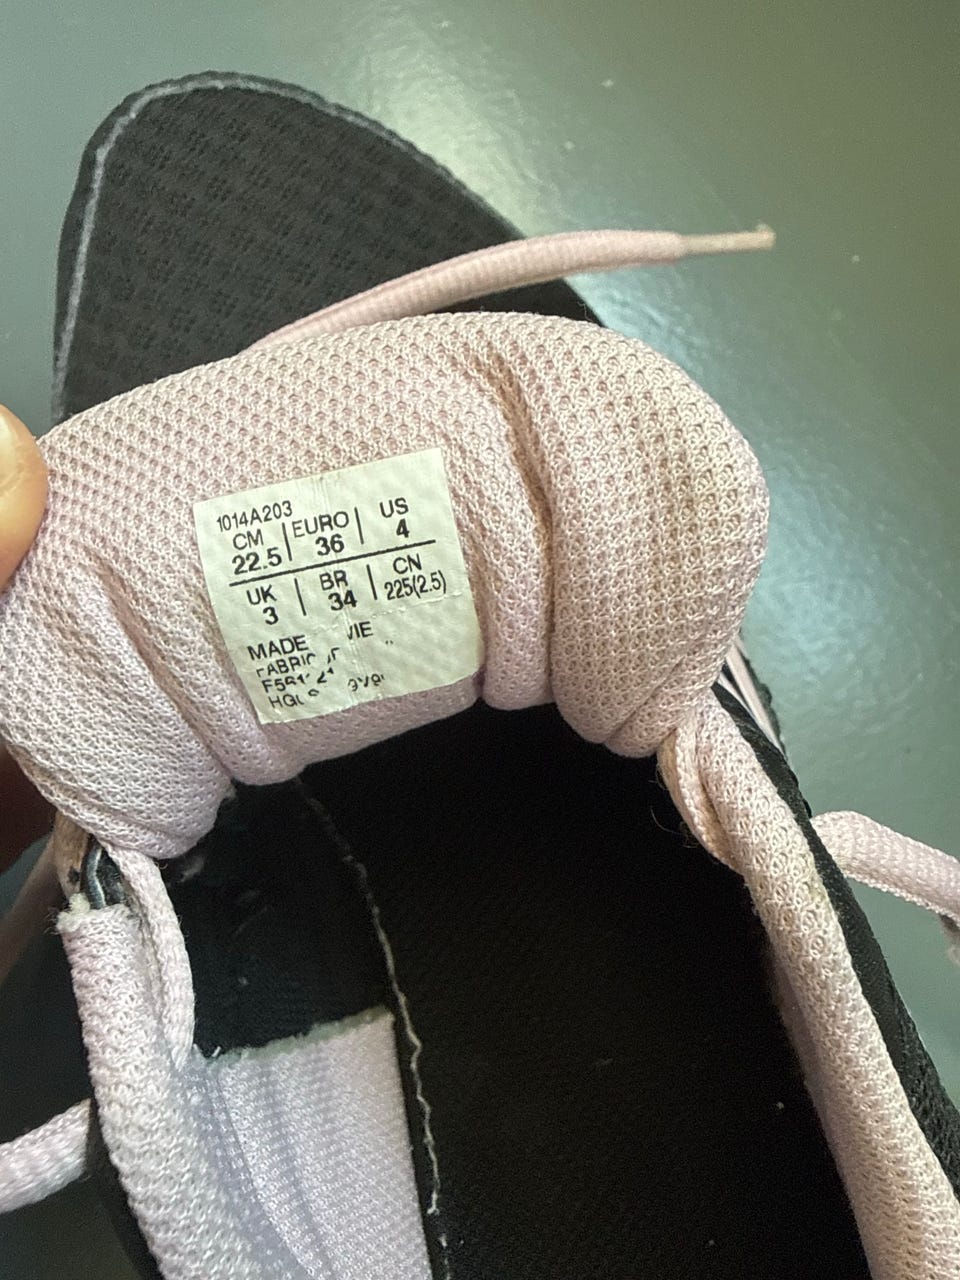 1014A203
CM | EURO | US
22.5 36 4
UK | BR | CN
3 34 225(2.5)
MADE